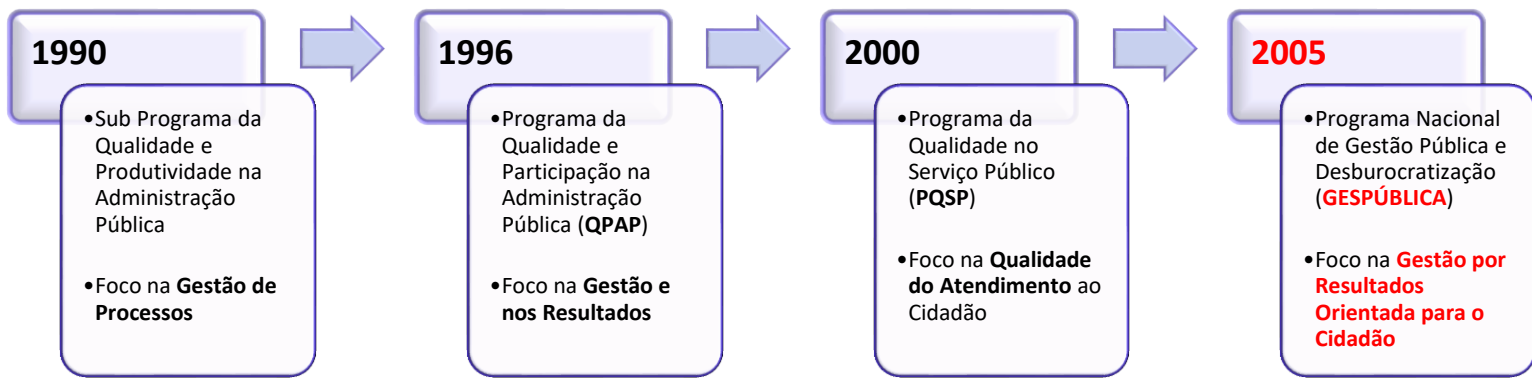 1990
•Sub Programa da
Qualidade e
Produtividade na
Administração
Pública
•Foco na Gestão de
Processos
1996
•Programa da
Qualidade e
Participação na
Administração
Pública (QPAP)
•Foco na Gestão e
nos Resultados
2000
•Programa da
Qualidade no
Serviço Público
(PQSP)
•Foco na Qualidade
do Atendimento ao
Cidadão
2005
•Programa Nacional
de Gestão Pública e
Desburocratização
(GESPÚBLICA)
•Foco na Gestão por
Resultados
Orientada para o
Cidadão